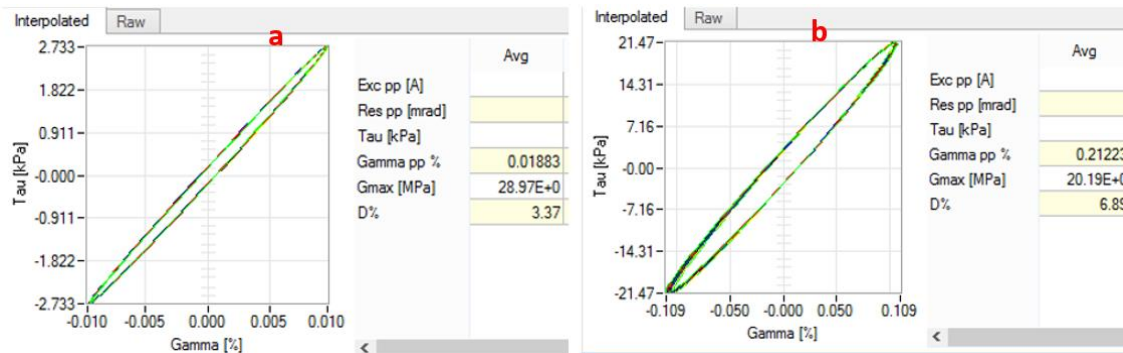 Interpolated Raw
a
2.733
1.822
0.911
-0.000
-0.911
-1.822
-2.733
Tau [kPa]
-0.010 -0.005 0.000 0.005 0.010
Gamma [%]
Avg
Exc pp [A]
Res pp [mrad]
Tau [kPa]
Gamma pp % 0.01883
Gmax [MPa] 28.97E+0
D% 3.37
Interpolated Raw
b
21.47
14.31
7.16
-0.00
-7.16
-14.31
-21.47
Tau [kPa]
-0.109 -0.050 -0.000 0.050 0.109
Gamma [%]
Avg
Exc pp [A]
Res pp [mrad]
Tau [kPa]
Gamma pp % 0.21223
Gmax [MPa] 20.19E+0
D% 6.89